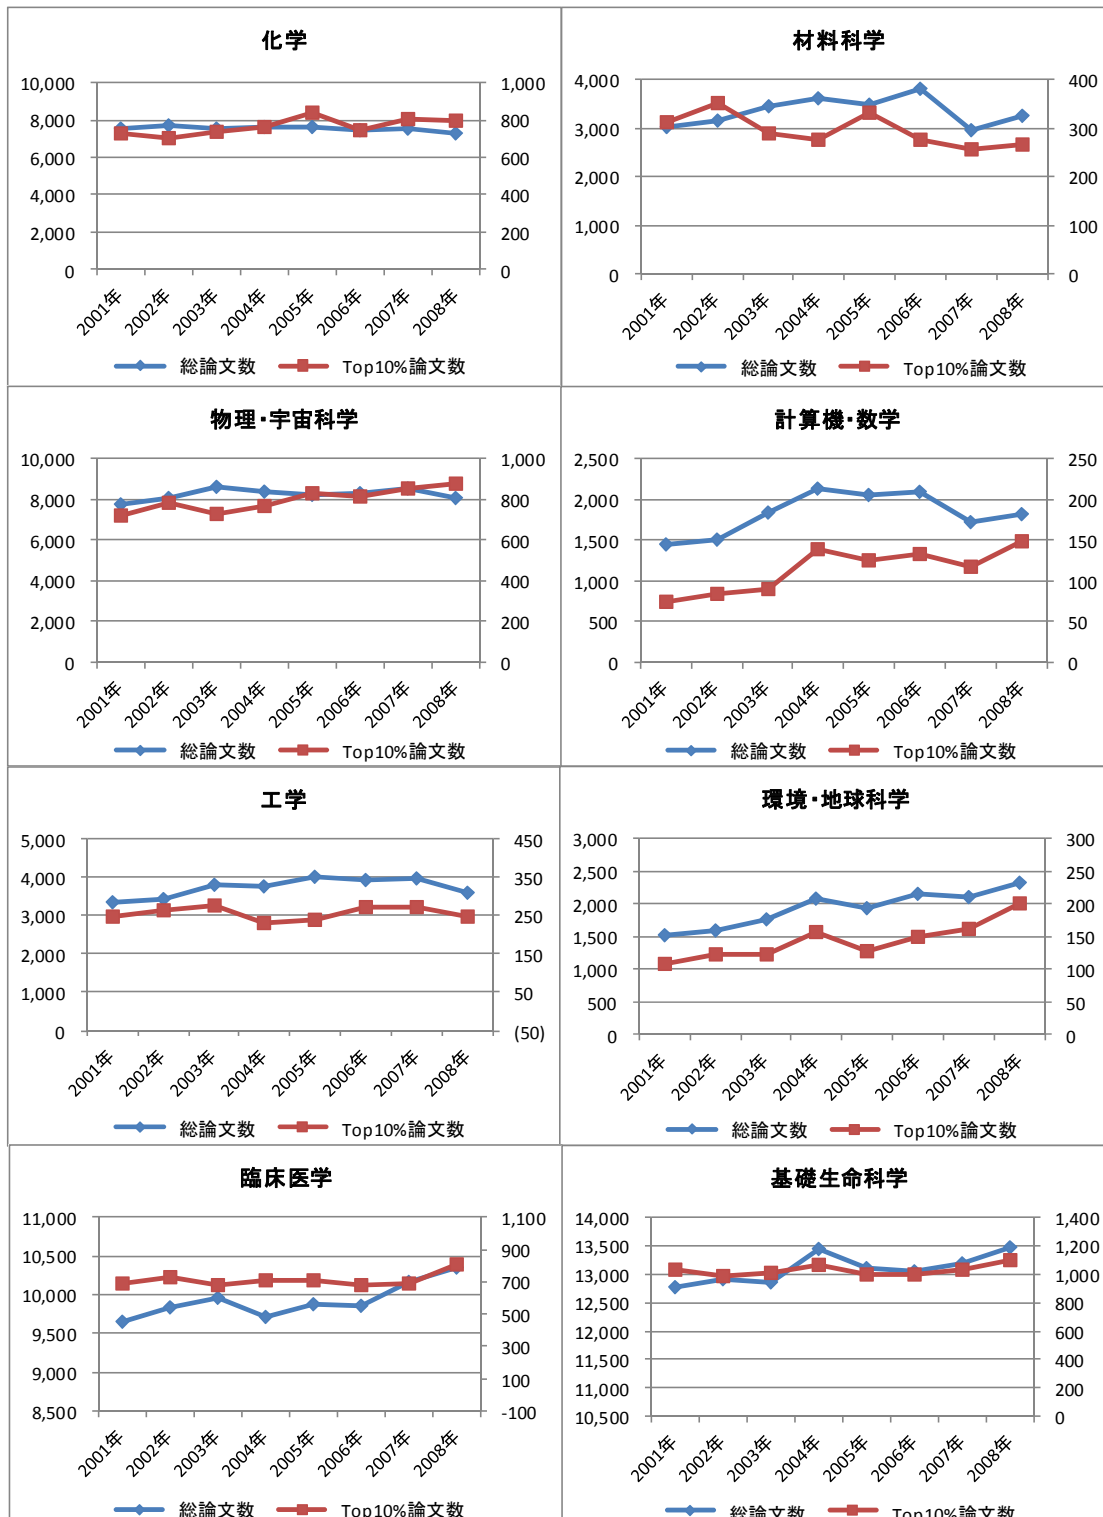 化学
10,000
8,000
6,000
4,000
2,000
0
1,000
800
600
400
200
0
2001年
2002年
2003年
2004年
2005年
2006年
2007年
2008年
総論文数
Top10%論文数
材料科学
4,000
3,000
2,000
1,000
0
400
300
200
100
0
2001年
2002年
2003年
2004年
2005年
2006年
2007年
2008年
総論文数
Top10%論文数
物理・宇宙科学
10,000
8,000
6,000
4,000
2,000
0
1,000
800
600
400
200
0
2001年
2002年
2003年
2004年
2005年
2006年
2007年
2008年
総論文数
Top10%論文数
計算機・数学
2,500
2,000
1,500
1,000
500
0
250
200
150
100
50
0
2001年
2002年
2003年
2004年
2005年
2006年
2007年
2008年
総論文数
Top10%論文数
工学
5,000
4,000
3,000
2,000
1,000
0
450
350
250
150
50
(50)
2001年
2002年
2003年
2004年
2005年
2006年
2007年
2008年
総論文数
Top10%論文数
環境・地球科学
3,000
2,500
2,000
1,500
1,000
500
0
300
250
200
150
100
50
0
2001年
2002年
2003年
2004年
2005年
2006年
2007年
2008年
総論文数
Top10%論文数
臨床医学
11,000
10,500
10,000
9,500
9,000
8,500
1,100
900
700
500
300
100
-100
2001年
2002年
2003年
2004年
2005年
2006年
2007年
2008年
総論文数
Top10%論文数
基礎生命科学
14,000
13,500
13,000
12,500
12,000
11,500
11,000
10,500
1,400
1,200
1,000
800
600
400
200
0
2001年
2002年
2003年
2004年
2005年
2006年
2007年
2008年
総論文数
Top10%論文数